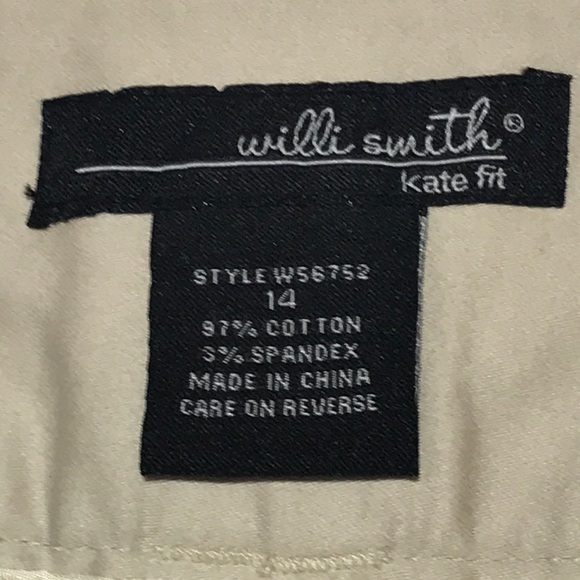 willi smith®
kate fit
STYLE W56752
14
97% COTTON
3% SPANDEX
MADE IN CHINA
CARE ON REVERSE